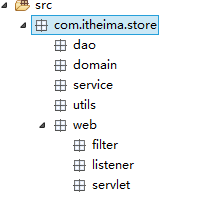 src
com.itheima.store
dao
domain
service
utils
web
filter
listener
servlet